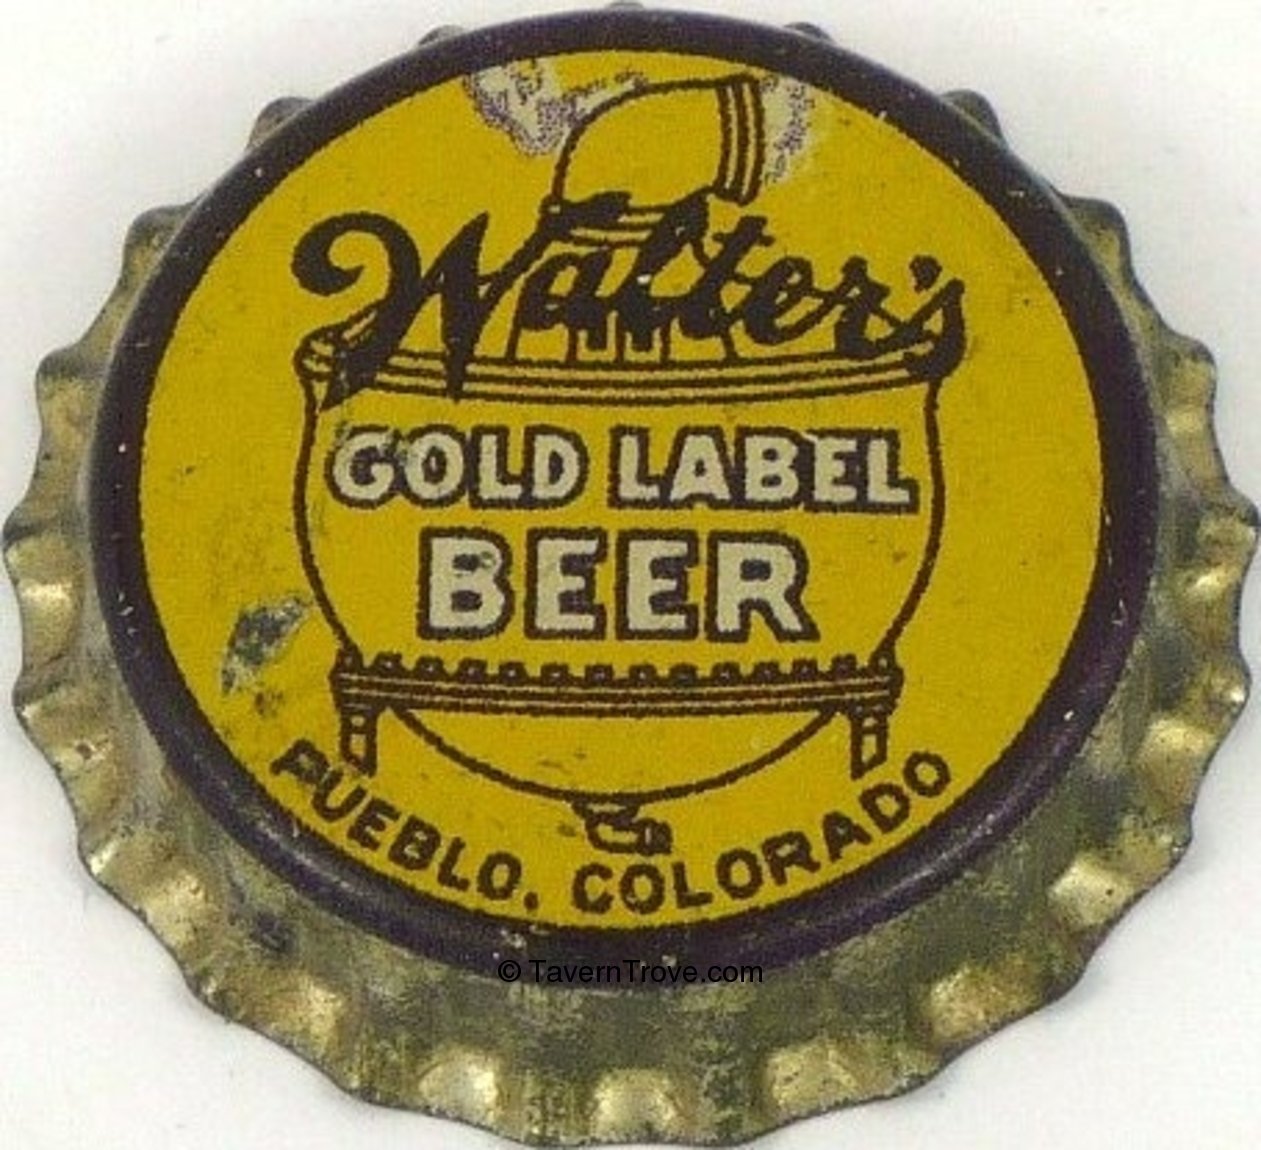 Walter's
GOLD LABEL
BEER
PUEBLO, COLORADO
© TavernTrove.com